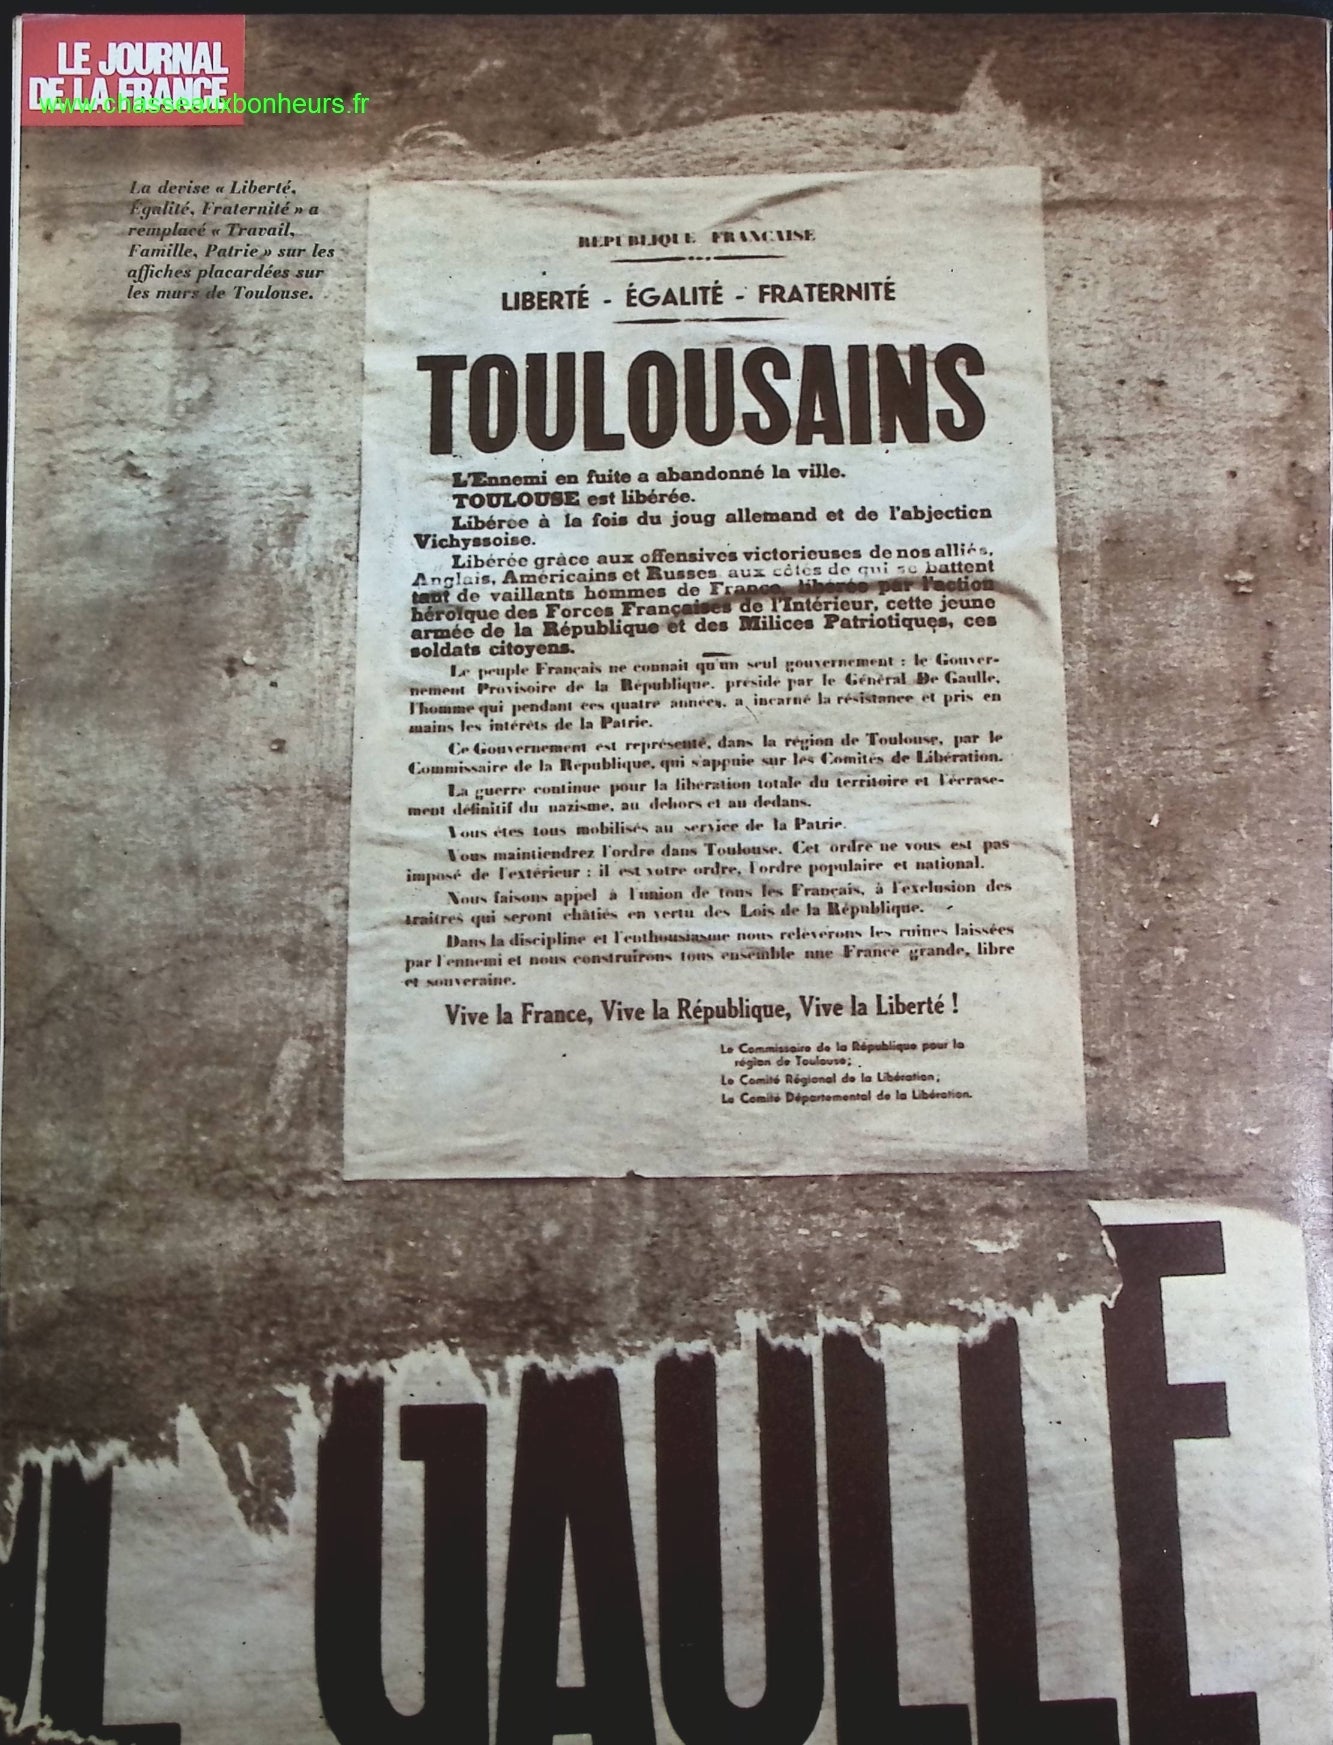 LE JOURNAL
DE LA FRANCE
www.chasseauxbonheurs.fr
La devise « Liberté,
Égalité, Fraternité » a
remplacé « Travail,
Famille, Patrie » sur les
affiches placardées sur
les murs de Toulouse.
REPUBLIQUE FRANCAISE
LIBERTÉ - ÉGALITÉ - FRATERNITÉ
TOULOUSAINS
L'Ennemi en fuite a abandonné la ville.
TOULOUSE est libérée.
Libérée à la fois du joug allemand et de l'abjection
Vichyssoise.
Libérée grâce aux offensives victorieuses de nos alliés,
Anglais, Américains et Russes aux côtés de qui se battent
tant de vaillants hommes de France, libérée par l'action
héroïque des Forces Françaises de l'Intérieur, cette jeune
armée de la République et des Milices Patriotiques, ces
soldats citoyens.
Le peuple Français ne connait qu'un seul gouvernement : le Gouver-
nement Provisoire de la République, présidé par le Général De Gaulle,
l'homme qui pendant ces quatre années, a incarné la résistance et pris en
mains les intérêts de la Patrie.
Ce Gouvernement est représenté, dans la région de Toulouse, par le
Commissaire de la République, qui s'appuie sur les Comités de Libération.
La guerre continue pour la libération totale du territoire et l'écrase-
ment définitif du nazisme, au dehors et au dedans.
Vous êtes tous mobilisés au service de la Patrie.
Vous maintiendrez l'ordre dans Toulouse. Cet ordre ne vous est pas
imposé de l'extérieur : il est votre ordre, l'ordre populaire et national.
Nous faisons appel à l'union de tous les Français, à l'exclusion des
traitres qui seront châtiés en vertu des Lois de la République.
Dans la discipline et l'enthousiasme nous relèverons les ruines laissées
par l'ennemi et nous construirons tous ensemble une France grande, libre
et souveraine.
Vive la France, Vive la République, Vive la Liberté !
Le Commissaire de la République pour la
région de Toulouse;
Le Comité Régional de la Libération;
Le Comité Départemental de la Libération.
GAULLE